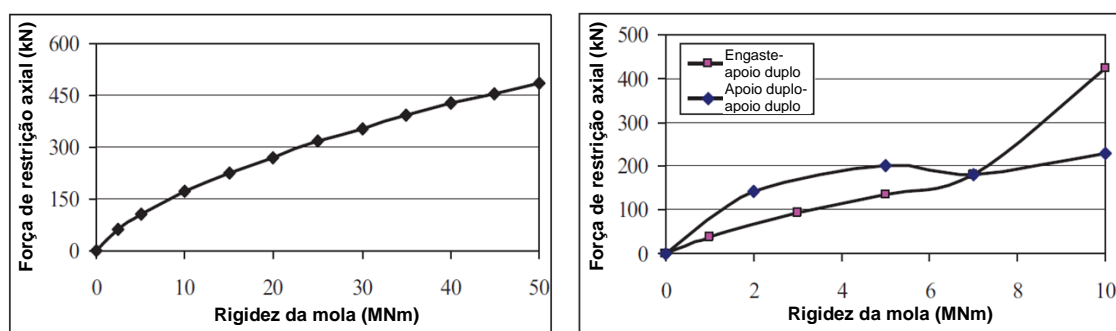 Força de restrição axial (kN)
600
450
300
150
0
0 10 20 30 40 50
Rigidez da mola (MNm)
Força de restrição axial (kN)
500
400
300
200
100
0
Engaste-
apoio duplo
Apoio duplo-
apoio duplo
0 2 4 6 8 10
Rigidez da mola (MNm)